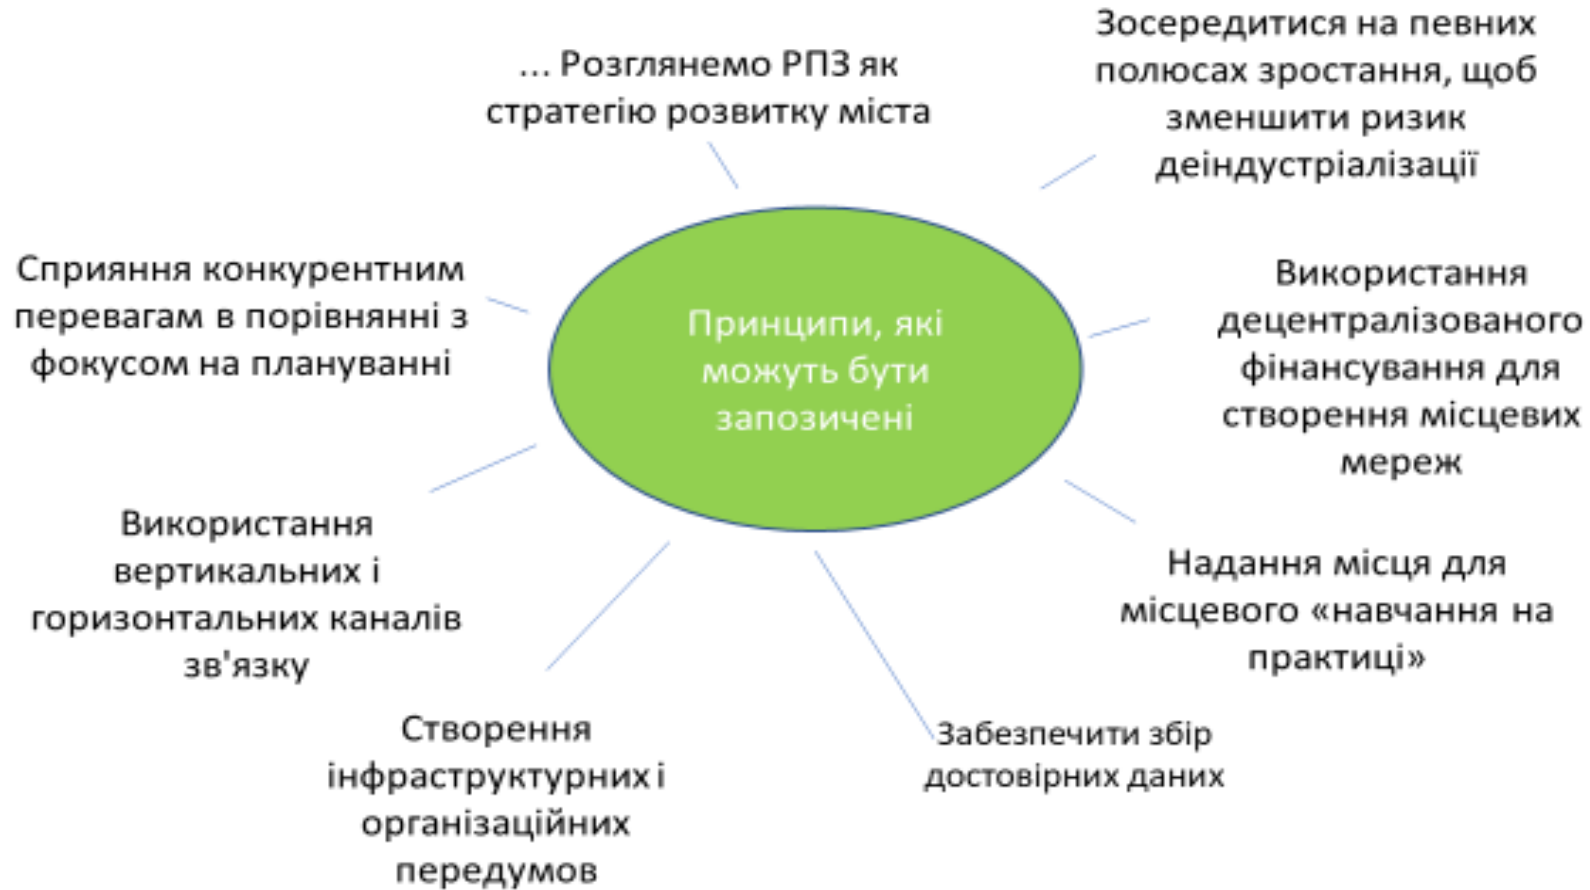 ... Розглянемо РПЗ як
стратегію розвитку міста
Зосередитися на певних
полюсах зростання, щоб
зменшити ризик
деіндустріалізації
Сприяння конкурентним
перевагам в порівнянні з
фокусом на плануванні
Принципи, які
можуть бути
запозичені
Використання
децентралізованого
фінансування для
створення місцевих
мереж
Використання
вертикальних і
горизонтальних каналів
зв'язку
Надання місця для
місцевого «навчання на
практиці»
Створення
інфраструктурних і
організаційних
передумов
Забезпечити збір
достовірних даних